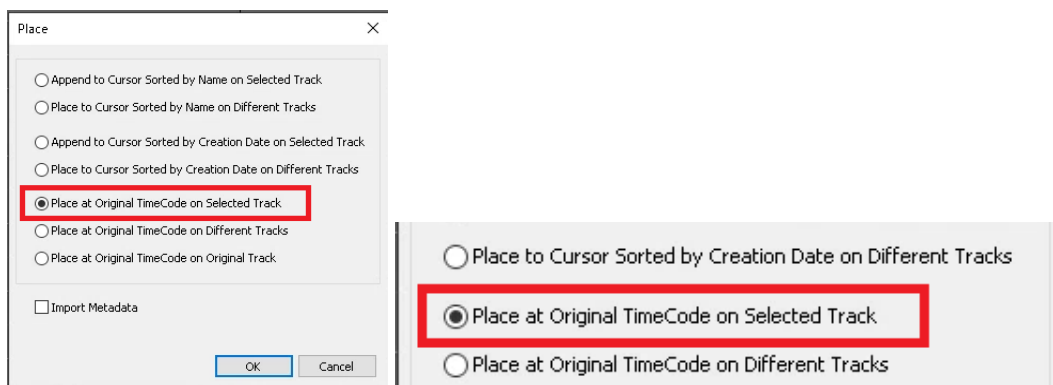 Place
Append to Cursor Sorted by Name on Selected Track
Place to Cursor Sorted by Name on Different Tracks
Append to Cursor Sorted by Creation Date on Selected Track
Place to Cursor Sorted by Creation Date on Different Tracks
Place at Original TimeCode on Selected Track
Place at Original TimeCode on Different Tracks
Place at Original TimeCode on Original Track
Import Metadata
OK Cancel
Place to Cursor Sorted by Creation Date on Different Tracks
Place at Original TimeCode on Selected Track
Place at Original TimeCode on Different Tracks